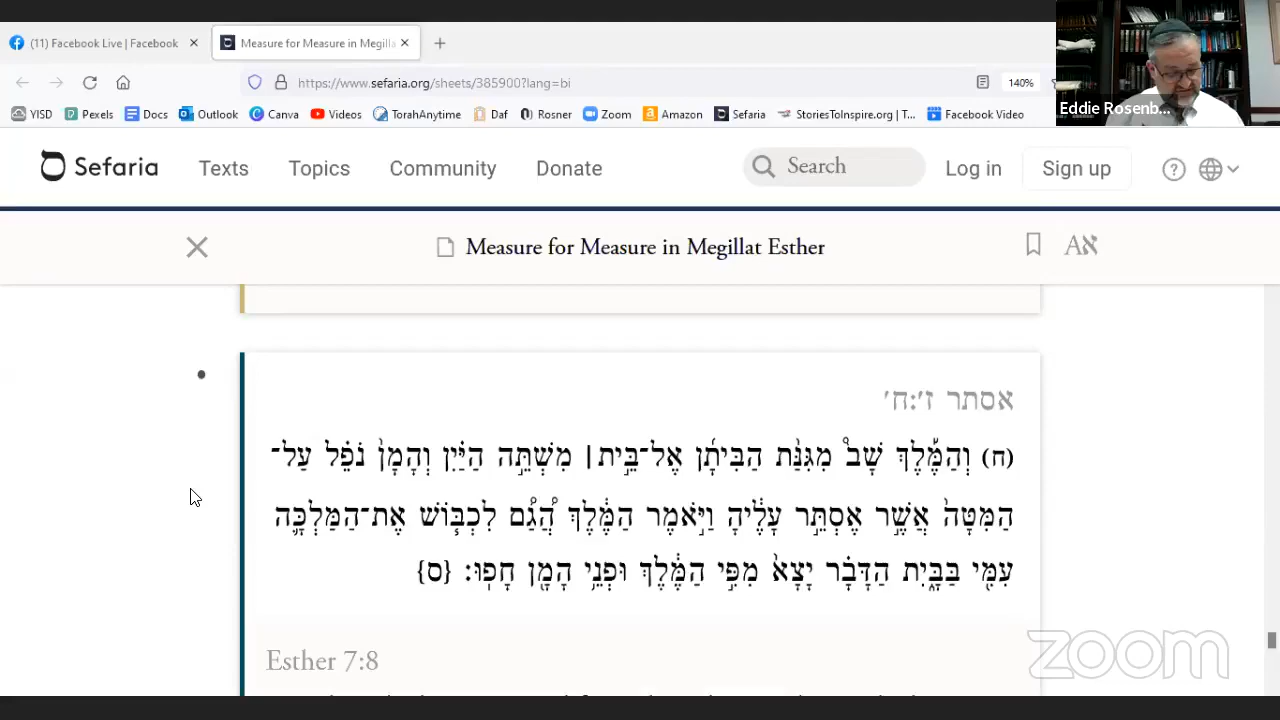 (11) Facebook Live | Facebook
Measure for Measure in Megilla
https://www.sefaria.org/sheets/385900?lang=bi
140%
Eddie Rosenb...
YISD Pexels Docs Outlook Canva Videos TorahAnytime Daf Rosner Zoom Amazon Sefaria StoriesToInspire.org | T... Facebook Video
Sefaria Texts Topics Community Donate Search Log in Sign up
Measure for Measure in Megillat Esther
אA
אסתר ז׳:ח׳
(ח) וְהַמֶּ֡לֶךְ שָׁב֩ מִגִּנַּ֨ת הַבִּיתָ֜ן אֶל־בֵּ֣ית ׀ מִשְׁתֵּ֣ה הַיַּ֗יִן וְהָמָן֙ נֹפֵ֗ל עַל־
הַמִּטָּה֙ אֲשֶׁ֣ר אֶסְתֵּ֣ר עָלֶ֔יהָ וַיֹּ֣אמֶר הַמֶּ֔לֶךְ הֲ֠גַ֠ם לִכְבּ֧וֹשׁ אֶת־הַמַּלְכָּ֛ה
עִמִּ֖י בַּבָּ֑יִת הַדָּבָ֗ר יָצָא֙ מִפִּ֣י הַמֶּ֔לֶךְ וּפְנֵ֥י הָמָ֖ן חָפֽוּ׃ {ס}
Esther 7:8
zoom